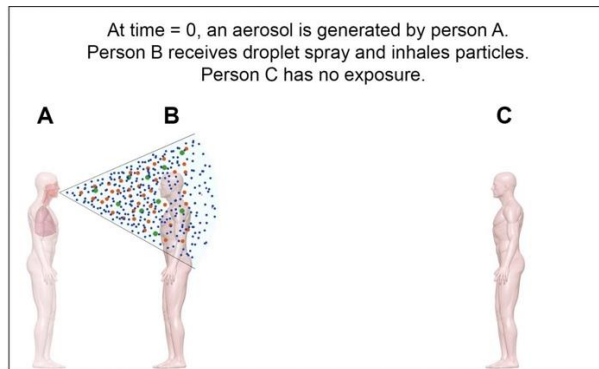 At time = 0, an aerosol is generated by person A.
Person B receives droplet spray and inhales particles.
Person C has no exposure.
A B C